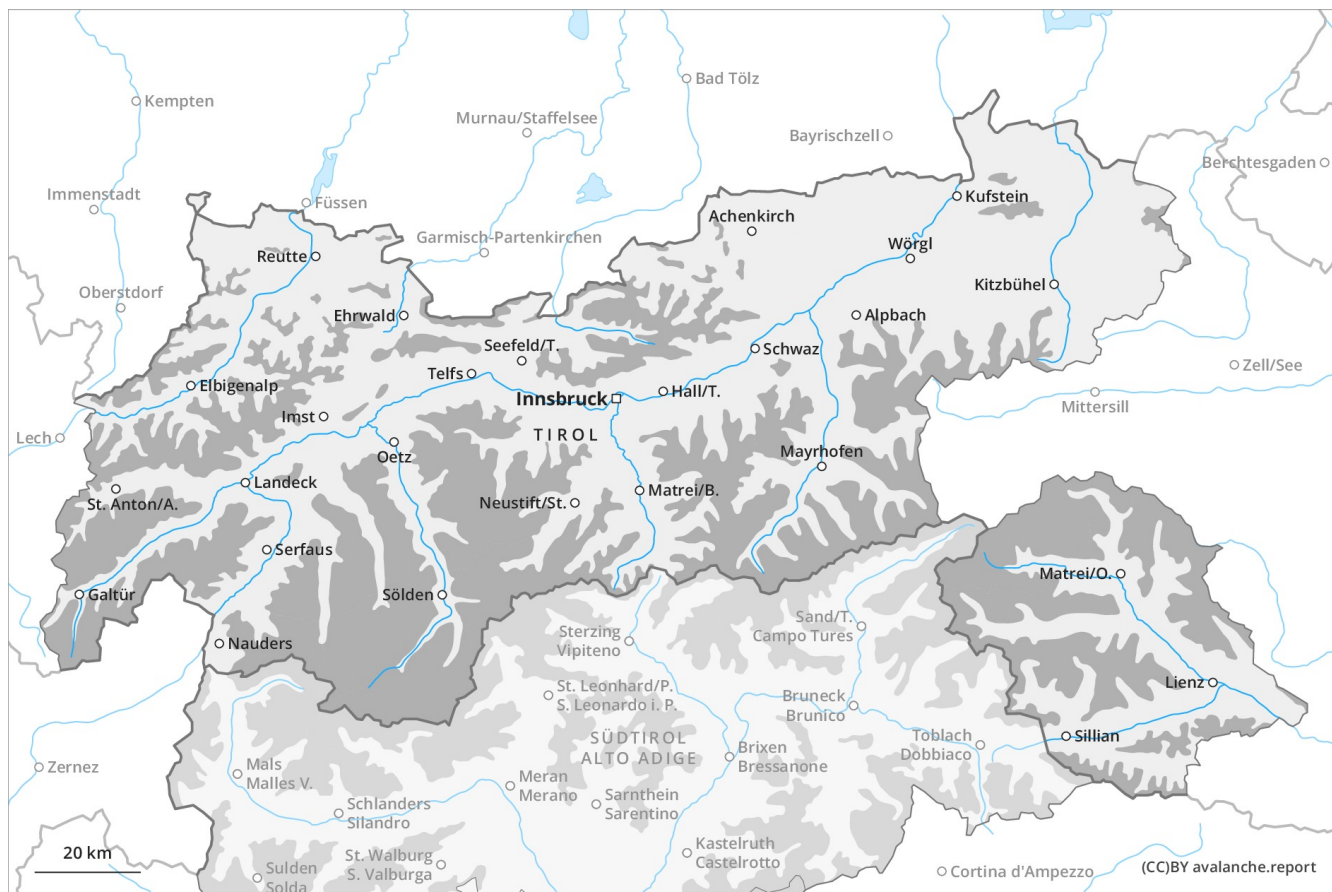 Kempten
Bad Tölz
Murnau/Staffelsee
Bayrischzell
Berchtesgaden
Immenstadt
Füssen
Kufstein
Achenkirch
Garmisch-Partenkirchen
Wörgl
Reutte
Oberstdorf
Kitzbühel
Ehrwald
Alpbach
Seefeld/T.
Schwaz
Zell/See
Telfs
Elbigenalp
Innsbruck
Hall/T.
Mittersill
Imst
Lech
TIROL
Oetz
Mayrhofen
Landeck
Matrei/B.
St. Anton/A.
Neustift/St.
Serfaus
Matrei/O.
Galtür
Sölden
Sand/T.
Campo Tures
Sterzing
Vipiteno
Nauders
Lienz
St. Leonhard/P.
S. Leonardo i. P.
Bruneck
Brunico
Toblach
Dobbiaco
Sillian
SÜDTIROL
ALTO ADIGE
Brixen
Bressanone
Zernez
Mals
Malles V.
Meran
Merano
Schlanders
Silandro
Sarnthein
Sarentino
20 km
St. Walburg
S. Valburga
Kastelruth
Castelrotto
Sulden
Solda
Cortina d'Ampezzo
(CC)BY avalanche.report